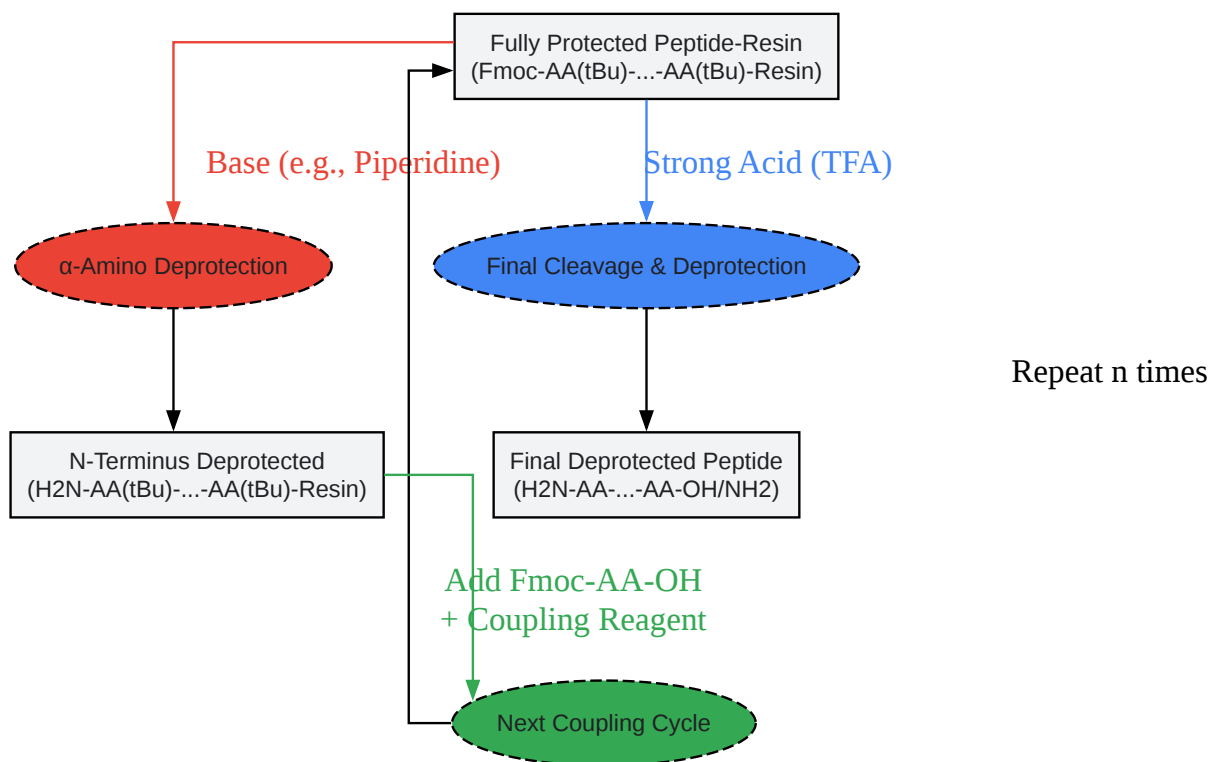 Fully Protected Peptide-Resin
(Fmoc-AA(tBu)-...-AA(tBu)-Resin)
Base (e.g., Piperidine)
Strong Acid (TFA)
α-Amino Deprotection
Final Cleavage & Deprotection
Repeat n times
N-Terminus Deprotected
(H2N-AA(tBu)-...-AA(tBu)-Resin)
Final Deprotected Peptide
(H2N-AA-...-AA-OH/NH2)
Add Fmoc-AA-OH
+ Coupling Reagent
Next Coupling Cycle